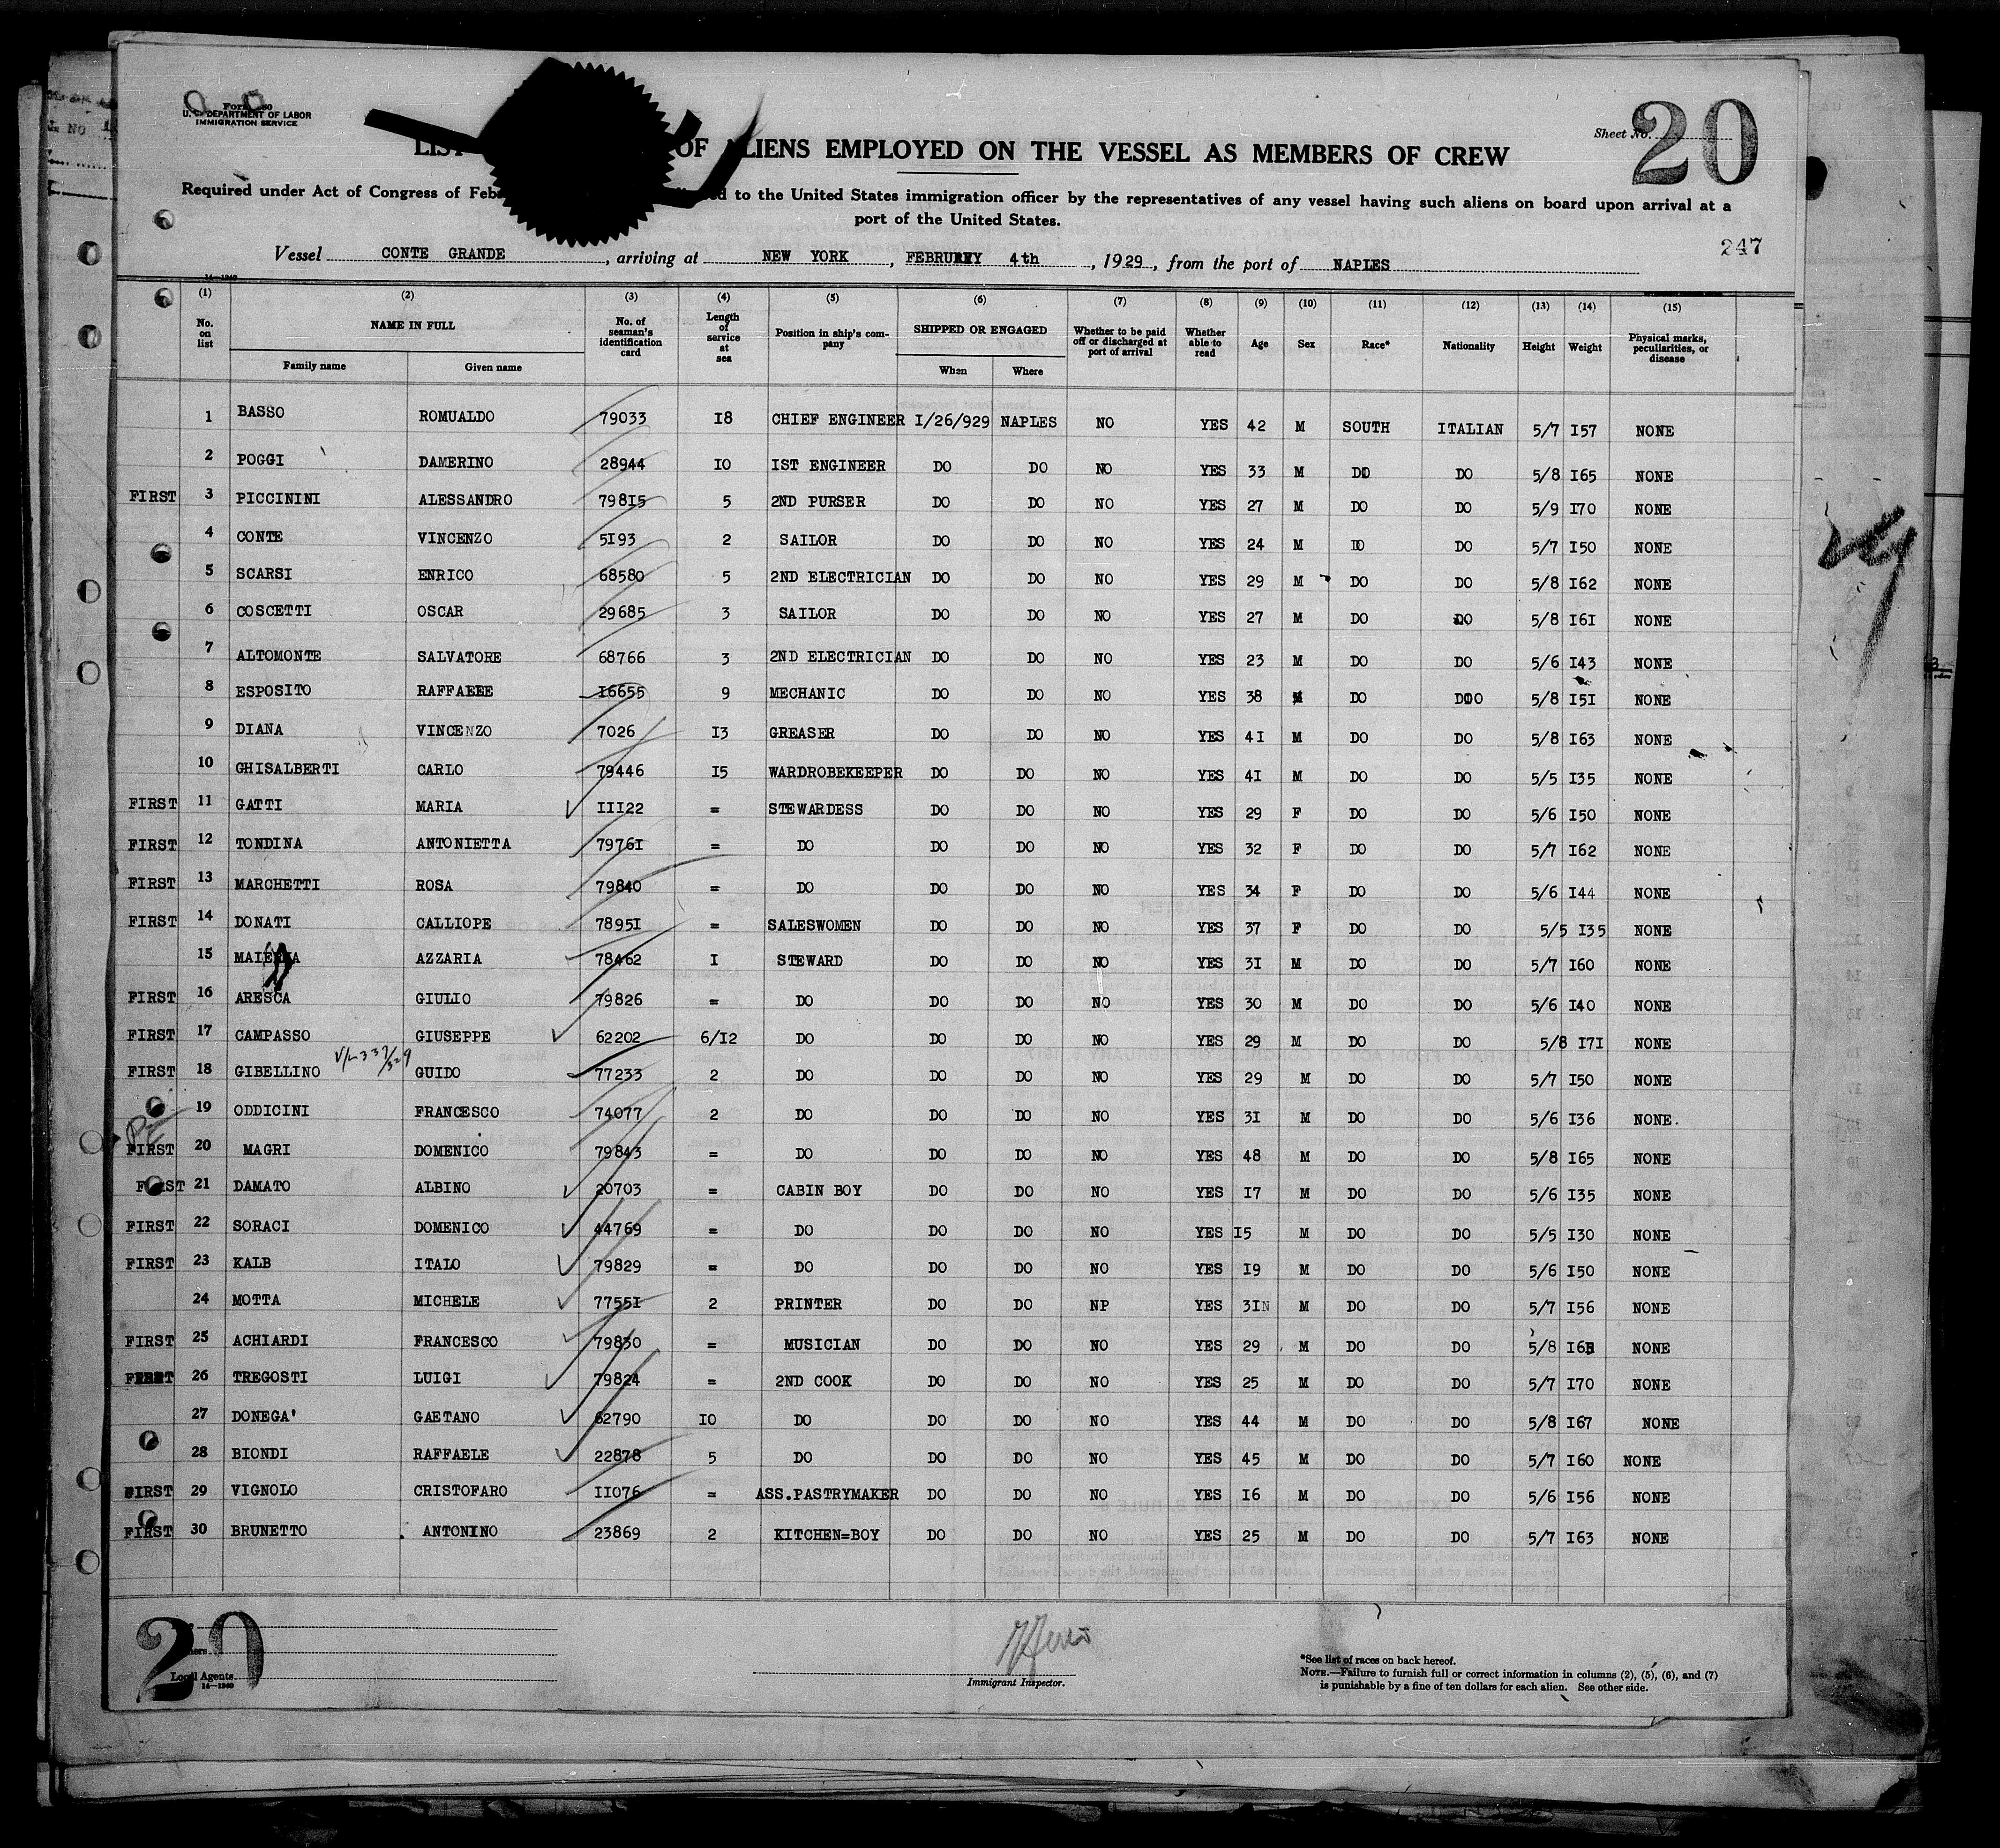 Form 680
U. S. DEPARTMENT OF LABOR
IMMIGRATION SERVICE
Sheet No. 20
LIST OF ALIENS EMPLOYED ON THE VESSEL AS MEMBERS OF CREW
Required under Act of Congress of to the United States immigration officer by the representatives of any vessel having such aliens on board upon arrival at a
port of the United States.
247
Vessel CONTE GRANDE, arriving at NEW YORK, FEBRUARY 4th, 1929, from the port of NAPLES
14—1240
(1) (2) (3) (4) (5) (6) (7) (8) (9) (10) (11) (12) (13) (14) (15)
No. on list NAME IN FULL Family name Given name No. of seaman's identification card Length of service at sea Position in ship's company SHIPPED OR ENGAGED When Where Whether to be paid off or discharged at port of arrival Whether able to read Age Sex Race* Nationality Height Weight Physical marks, peculiarities, or disease
1 BASSO ROMUALDO 79033 I8 CHIEF ENGINEER I/26/929 NAPLES NO YES 42 M SOUTH ITALIAN 5/7 I57 NONE
2 POGGI DAMERINO 28944 IO IST ENGINEER DO DO NO YES 33 M DO DO 5/8 I65 NONE
FIRST 3 PICCININI ALESSANDRO 798I5 5 2ND PURSER DO DO NO YES 27 M DO DO 5/9 I70 NONE
4 CONTE VINCENZO 5I93 2 SAILOR DO DO NO YES 24 M DO DO 5/7 I50 NONE
5 SCARSI ENRICO 68580 5 2ND ELECTRICIAN DO DO NO YES 29 M DO DO 5/8 I62 NONE
6 COSCETTI OSCAR 29685 3 SAILOR DO DO NO YES 27 M DO DO 5/8 I6I NONE
7 ALTOMONTE SALVATORE 68766 3 2ND ELECTRICIAN DO DO NO YES 23 M DO DO 5/6 I43 NONE
8 ESPOSITO RAFFAELE I6655 9 MECHANIC DO DO NO YES 38 M DO DO 5/8 I5I NONE
9 DIANA VINCENZO 7026 I3 GREASER DO DO NO YES 4I M DO DO 5/8 I63 NONE
10 GHISALBERTI CARLO 79446 I5 WARDROBEKEEPER DO DO NO YES 4I M DO DO 5/5 I35 NONE
FIRST 11 GATTI MARIA III22 = STEWARDESS DO DO NO YES 29 F DO DO 5/6 I50 NONE
FIRST 12 TONDINA ANTONIETTA 7976I = DO DO DO NO YES 32 F DO DO 5/7 I62 NONE
FIRST 13 MARCHETTI ROSA 79840 = DO DO DO NO YES 34 F DO DO 5/6 I44 NONE
FIRST 14 DONATI CALLIOPE 7895I = SALESWOMEN DO DO NO YES 37 F DO DO 5/5 I35 NONE
15 AZZARIA 78462 I STEWARD DO DO NO YES 3I M DO DO 5/7 I60 NONE
FIRST 16 ARESCA GIULIO 79826 = DO DO DO NO YES 30 M DO DO 5/6 I40 NONE
FIRST 17 CAMPASSO GIUSEPPE 62202 6/I2 DO DO DO NO YES 29 M DO DO 5/8 I7I NONE
FIRST 18 GIBELLINO GUIDO 77233 2 DO DO DO NO YES 29 M DO DO 5/7 I50 NONE
19 ODDICINI FRANCESCO 74077 2 DO DO DO NO YES 3I M DO DO 5/6 I36 NONE.
FIRST 20 MAGRI DOMENICO 79843 = DO DO DO NO YES 48 M DO DO 5/8 I65 NONE
FIRST 21 DAMATO ALBINO 20703 = CABIN BOY DO DO NO YES I7 M DO DO 5/6 I35 NONE
FIRST 22 SORACI DOMENICO 44769 = DO DO DO NO YES I5 M DO DO 5/5 I30 NONE
FIRST 23 KALB ITALO 79829 = DO DO DO NO YES I9 M DO DO 5/6 I50 NONE
24 MOTTA MICHELE 7755I 2 PRINTER DO DO NP YES 3IN M DO DO 5/7 I56 NONE
FIRST 25 ACHIARDI FRANCESCO 79830 = MUSICIAN DO DO NO YES 29 M DO DO 5/8 NONE
FIRST 26 TREGOSTI LUIGI 79824 = 2ND COOK DO DO NO YES 25 M DO DO 5/7 I70 NONE
27 DONEGA' GAETANO 62790 IO DO DO DO NO YES 44 M DO DO 5/8 I67 NONE
28 BIONDI RAFFAELE 22878 5 DO DO DO NO YES 45 M DO DO 5/7 I60 NONE
FIRST 29 VIGNOLO CRISTOFARO II076 = ASS.PASTRYMAKER DO DO NO YES I6 M DO DO 5/6 I56 NONE
FIRST 30 BRUNETTO ANTONINO 23869 2 KITCHEN=BOY DO DO NO YES 25 M DO DO 5/7 I63 NONE
20
Local Agents
14—1240
Immigrant Inspector.
*See list of races on back hereof.
NOTE.—Failure to furnish full or correct information in columns (2), (5), (6), and (7)
is punishable by a fine of ten dollars for each alien. See other side.